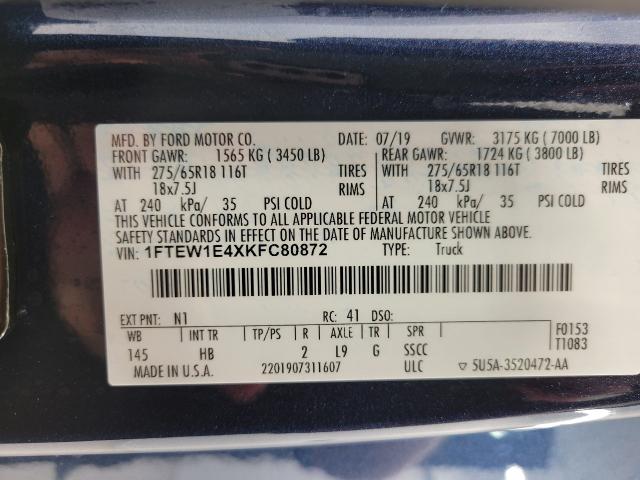 MFD. BY FORD MOTOR CO. DATE: 07/19 GVWR: 3175 KG ( 7000 LB)
FRONT GAWR: 1565 KG ( 3450 LB) REAR GAWR: 1724 KG ( 3800 LB)
WITH 275/65R18 116T TIRES WITH 275/65R18 116T TIRES
18x7.5J RIMS 18x7.5J RIMS
AT 240 kPa/ 35 PSI COLD AT 240 kPa/ 35 PSI COLD
THIS VEHICLE CONFORMS TO ALL APPLICABLE FEDERAL MOTOR VEHICLE
SAFETY STANDARDS IN EFFECT ON THE DATE OF MANUFACTURE SHOWN ABOVE.
VIN: 1FTEW1E4XKFC80872 TYPE: Truck
EXT PNT: N1 RC: 41 DSO:
WB INT TR TP/PS R AXLE TR SPR F0153
145 HB 2 L9 G SSCC T1083
MADE IN U.S.A. 2201907311607 ULC ▽ 5U5A-3520472-AA